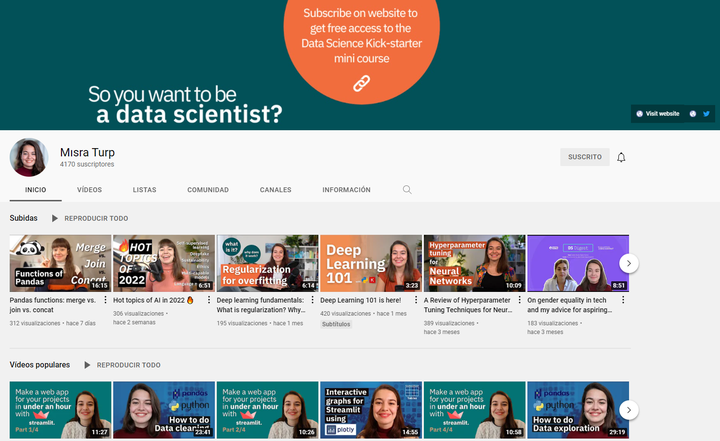 Subscribe on website to
get free access to the
Data Science Kick-starter
mini course
So you want to be
a data scientist?
Visit website
Mısra Turp
4170 suscriptores
SUSCRITO
INICIO VÍDEOS LISTAS COMUNIDAD CANALES INFORMACIÓN
Subidas REPRODUCIR TODO
Merge
Join
Concat
Functions of
Pandas
16:15
Pandas functions: merge vs.
join vs. concat
312 visualizaciones • hace 7 días
HOT
TOPICS
OF
2022
Self-supervised
learning
6:51
Hot topics of AI in 2022 🔥
306 visualizaciones •
hace 2 semanas
what is
it?
why does
it work?
Regularization
for overfitting
6:14
Deep learning fundamentals:
What is regularization? Why...
195 visualizaciones • hace 1 mes
Deep
Learning
101
3:23
Deep Learning 101 is here!
420 visualizaciones • hace 1 mes
Subtítulos
Hyperparameter
tuning
for
Neural
Networks
10:09
A Review of Hyperparameter
Tuning Techniques for Neur...
389 visualizaciones •
hace 3 meses
8:51
On gender equality in tech
and my advice for aspiring...
183 visualizaciones •
hace 3 meses
Vídeos populares REPRODUCIR TODO
Make a web app
for your projects
in under an hour
with
streamlit.
Part 1/4
11:27
pandas
python
How to do
Data cleaning
23:41
Make a web app
for your projects
in under an hour
with
streamlit.
Part 2/4
10:26
Interactive
graphs for
Streamlit
using
plotly
14:55
Make a web app
for your projects
in under an hour
with
streamlit.
Part 4/4
10:58
pandas
python
How to do
Data exploration
29:19